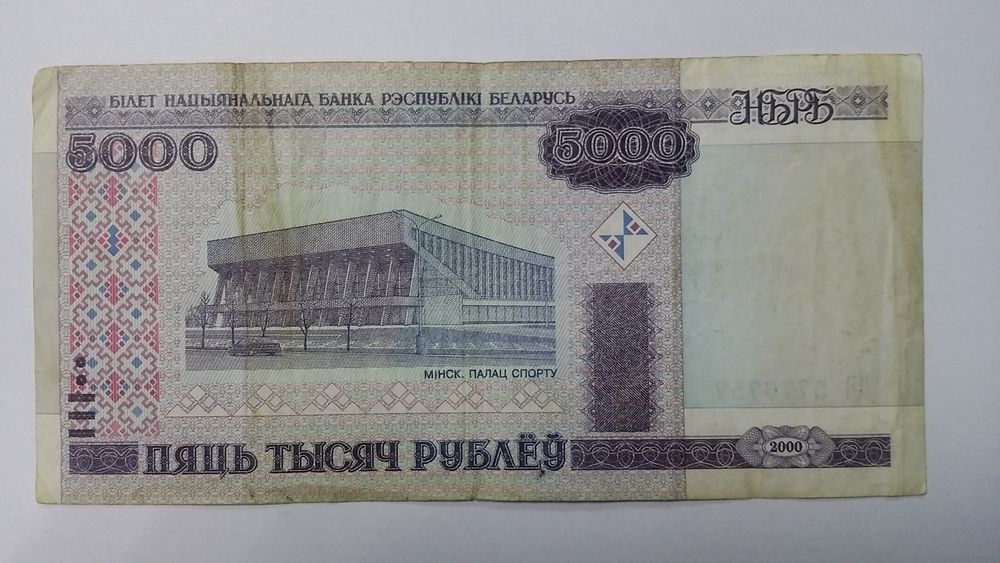 БІЛЕТ НАЦЫЯНАЛЬНАГА БАНКА РЭСПУБЛІКІ БЕЛАРУСЬ
НБРБ
5000
5000
МІНСК. ПАЛАЦ СПОРТУ
ПЯЦЬ ТЫСЯЧ РУБЛЁЎ
2000